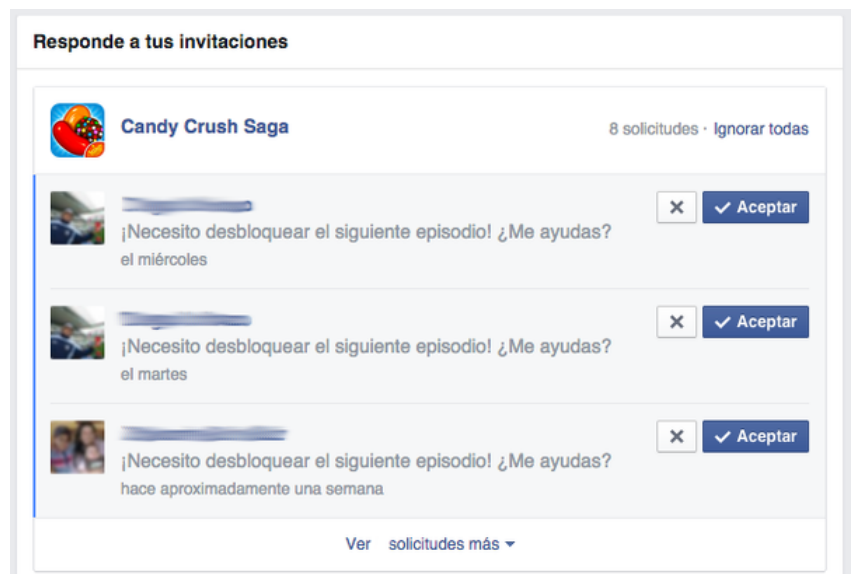 Responde a tus invitaciones
Candy Crush Saga
8 solicitudes · Ignorar todas
¡Necesito desbloquear el siguiente episodio! ¿Me ayudas?
el miércoles
Aceptar
¡Necesito desbloquear el siguiente episodio! ¿Me ayudas?
el martes
Aceptar
¡Necesito desbloquear el siguiente episodio! ¿Me ayudas?
hace aproximadamente una semana
Aceptar
Ver solicitudes más